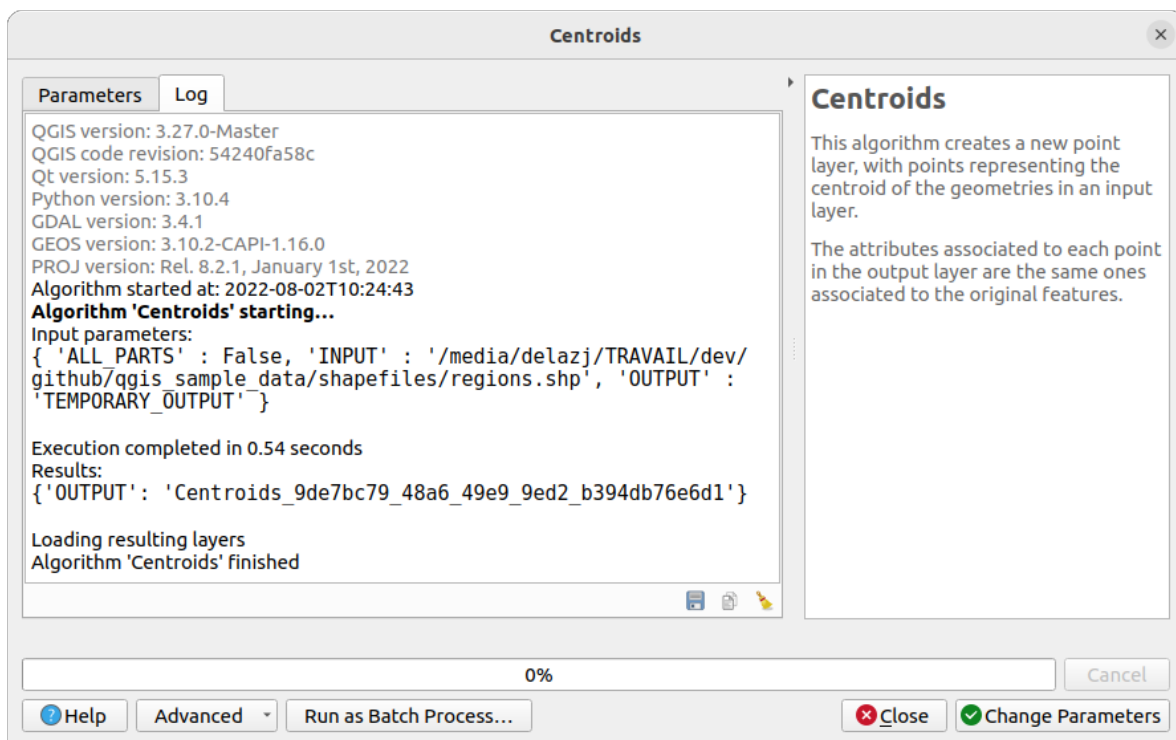 Centroids
Parameters Log
QGIS version: 3.27.0-Master
QGIS code revision: 54240fa58c
Qt version: 5.15.3
Python version: 3.10.4
GDAL version: 3.4.1
GEOS version: 3.10.2-CAPI-1.16.0
PROJ version: Rel. 8.2.1, January 1st, 2022
Algorithm started at: 2022-08-02T10:24:43
Algorithm 'Centroids' starting…
Input parameters:
{ 'ALL_PARTS' : False, 'INPUT' : '/media/delazj/TRAVAIL/dev/
github/qgis_sample_data/shapefiles/regions.shp', 'OUTPUT' :
'TEMPORARY_OUTPUT' }
Execution completed in 0.54 seconds
Results:
{'OUTPUT': 'Centroids_9de7bc79_48a6_49e9_9ed2_b394db76e6d1'}
Loading resulting layers
Algorithm 'Centroids' finished
Centroids
This algorithm creates a new point
layer, with points representing the
centroid of the geometries in an input
layer.
The attributes associated to each point
in the output layer are the same ones
associated to the original features.
0%
Cancel
Help
Advanced
Run as Batch Process…
Close
Change Parameters